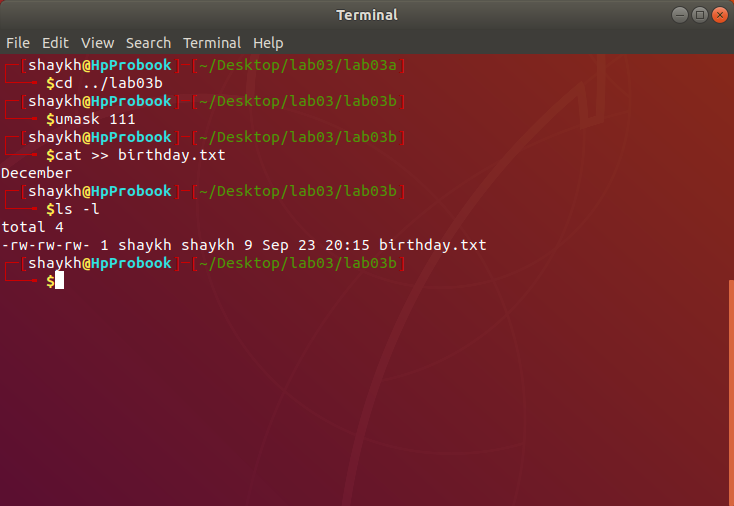 Terminal
File Edit View Search Terminal Help
┌─[shaykh@HpProbook]─[~/Desktop/lab03/lab03a]
└──── $cd ../lab03b
┌─[shaykh@HpProbook]─[~/Desktop/lab03/lab03b]
└──── $umask 111
┌─[shaykh@HpProbook]─[~/Desktop/lab03/lab03b]
└──── $cat >> birthday.txt
December
┌─[shaykh@HpProbook]─[~/Desktop/lab03/lab03b]
└──── $ls -l
total 4
-rw-rw-rw- 1 shaykh shaykh 9 Sep 23 20:15 birthday.txt
┌─[shaykh@HpProbook]─[~/Desktop/lab03/lab03b]
└──── $